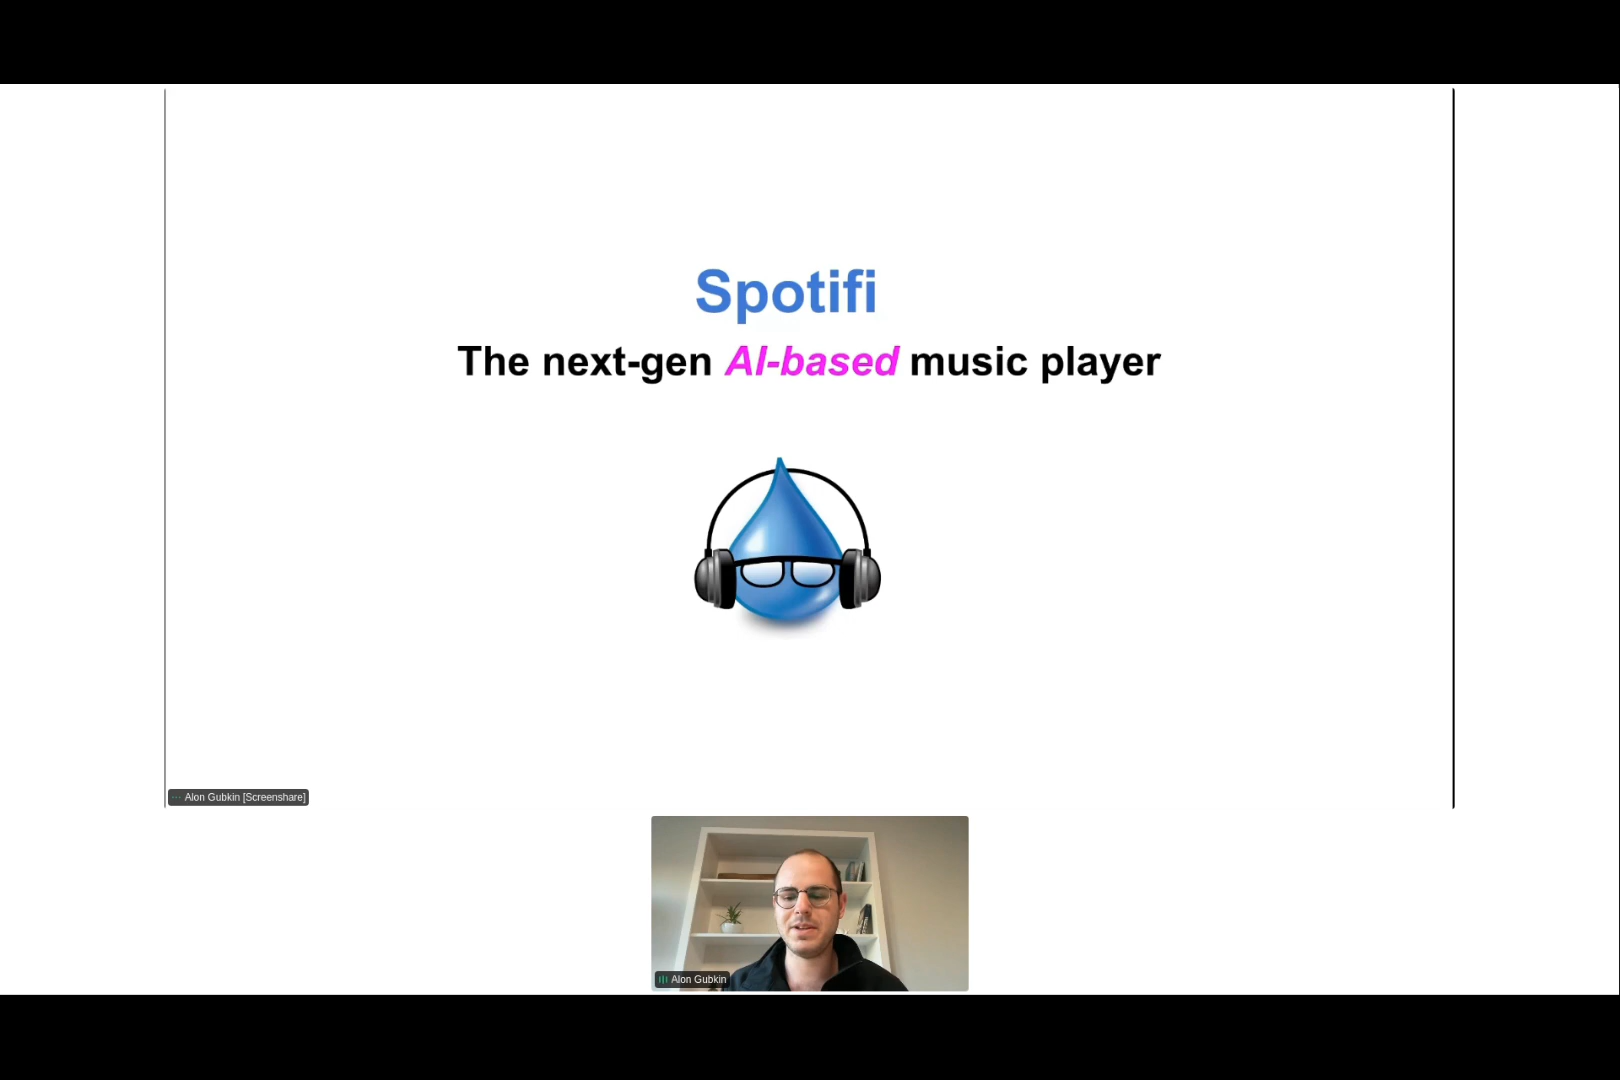 Spotifi
The next-gen AI-based music player
Alon Gubkin [Screenshare]
Alon Gubkin